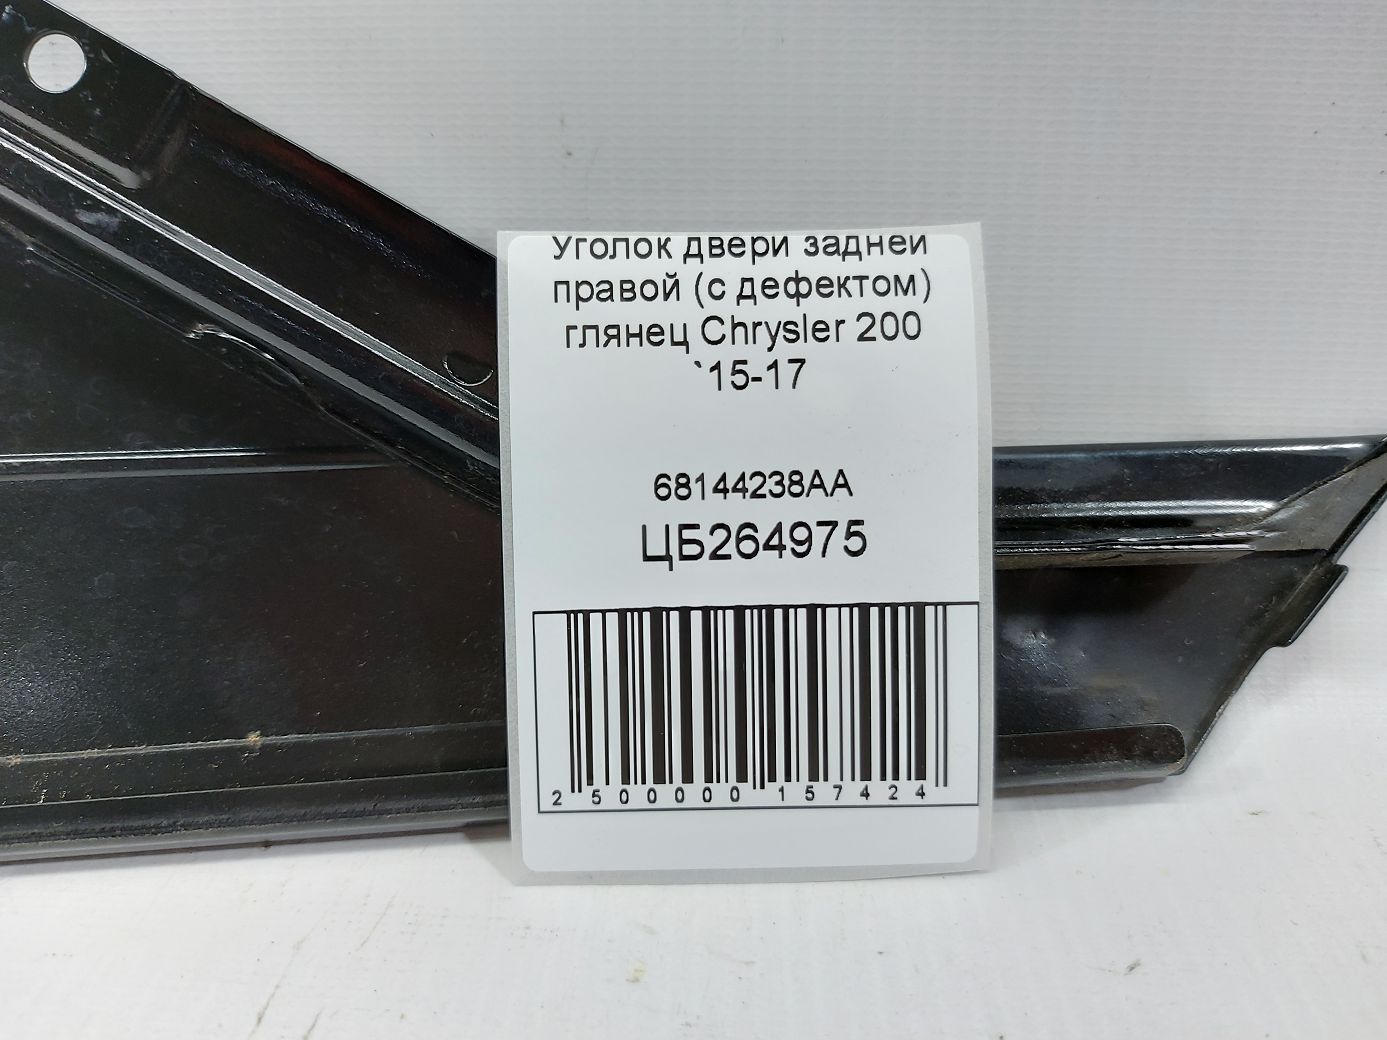 Уголок двери задней
правой (с дефектом)
глянец Chrysler 200
`15-17
68144238AA
ЦБ264975
2 500000 157424